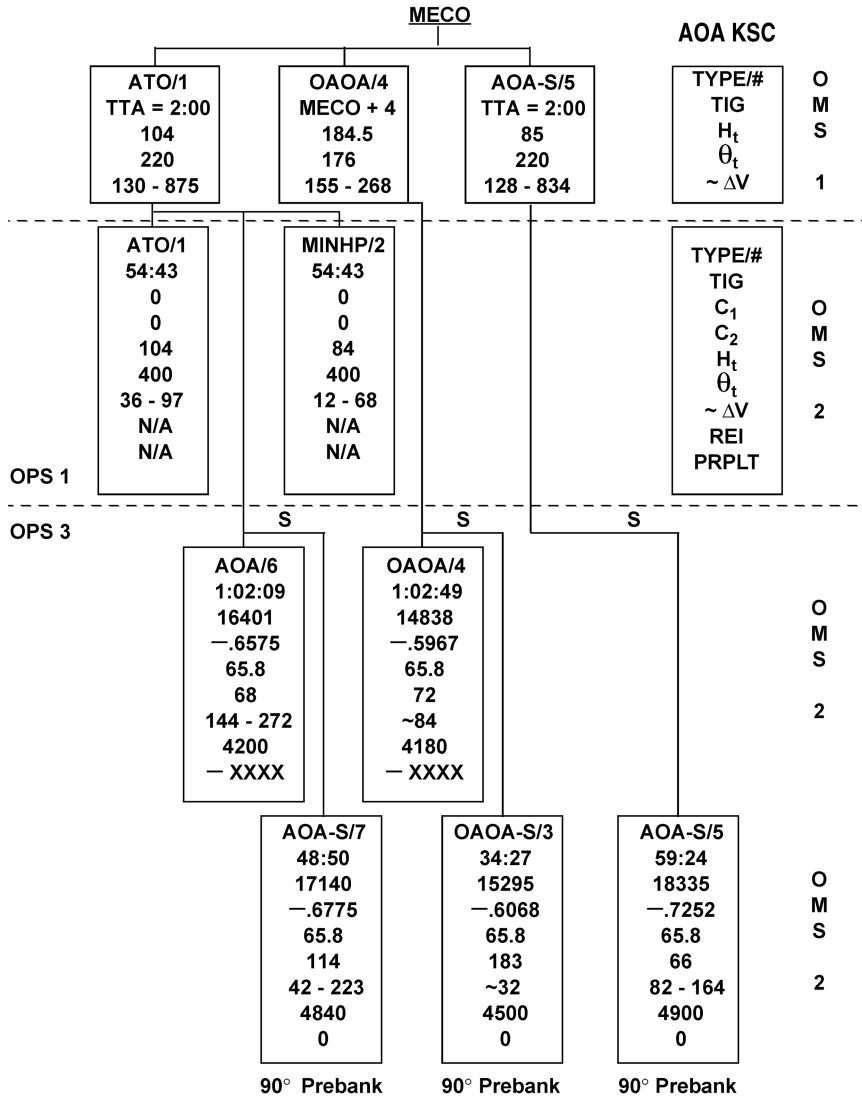 MECO
AOA KSC
ATO/1
TTA = 2:00
104
220
130 - 875
OAOA/4
MECO + 4
184.5
176
155 - 268
AOA-S/5
TTA = 2:00
85
220
128 - 834
TYPE/#
TIG
Ht
θt
~ ΔV
O
M
S
1
ATO/1
54:43
0
0
104
400
36 - 97
N/A
N/A
MINHP/2
54:43
0
0
84
400
12 - 68
N/A
N/A
TYPE/#
TIG
C1
C2
Ht
θt
~ ΔV
REI
PRPLT
O
M
S
2
OPS 1
OPS 3
S
S
S
AOA/6
1:02:09
16401
—.6575
65.8
68
144 - 272
4200
— XXXX
OAOA/4
1:02:49
14838
—.5967
65.8
72
~84
4180
— XXXX
O
M
S
2
AOA-S/7
48:50
17140
—.6775
65.8
114
42 - 223
4840
0
90° Prebank
OAOA-S/3
34:27
15295
—.6068
65.8
183
~32
4500
0
90° Prebank
AOA-S/5
59:24
18335
—.7252
65.8
66
82 - 164
4900
0
90° Prebank
O
M
S
2